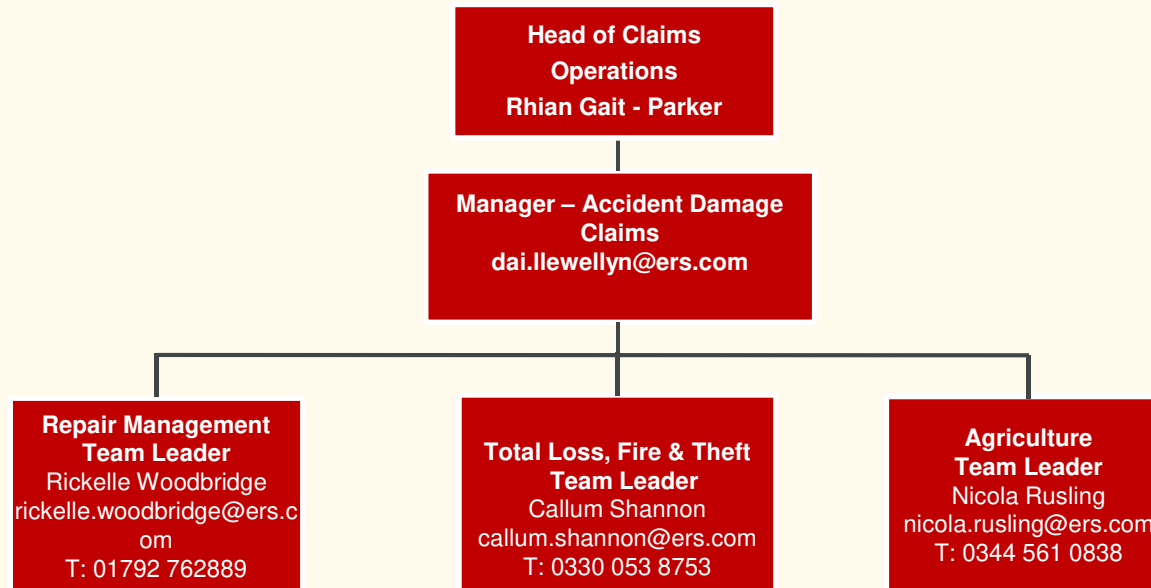 Head of Claims
Operations
Rhian Gait - Parker
Manager – Accident Damage
Claims
dai.llewellyn@ers.com
Repair Management
Team Leader
Rickelle Woodbridge
rickelle.woodbridge@ers.c
om
T: 01792 762889
Total Loss, Fire & Theft
Team Leader
Callum Shannon
callum.shannon@ers.com
T: 0330 053 8753
Agriculture
Team Leader
Nicola Rusling
nicola.rusling@ers.com
T: 0344 561 0838